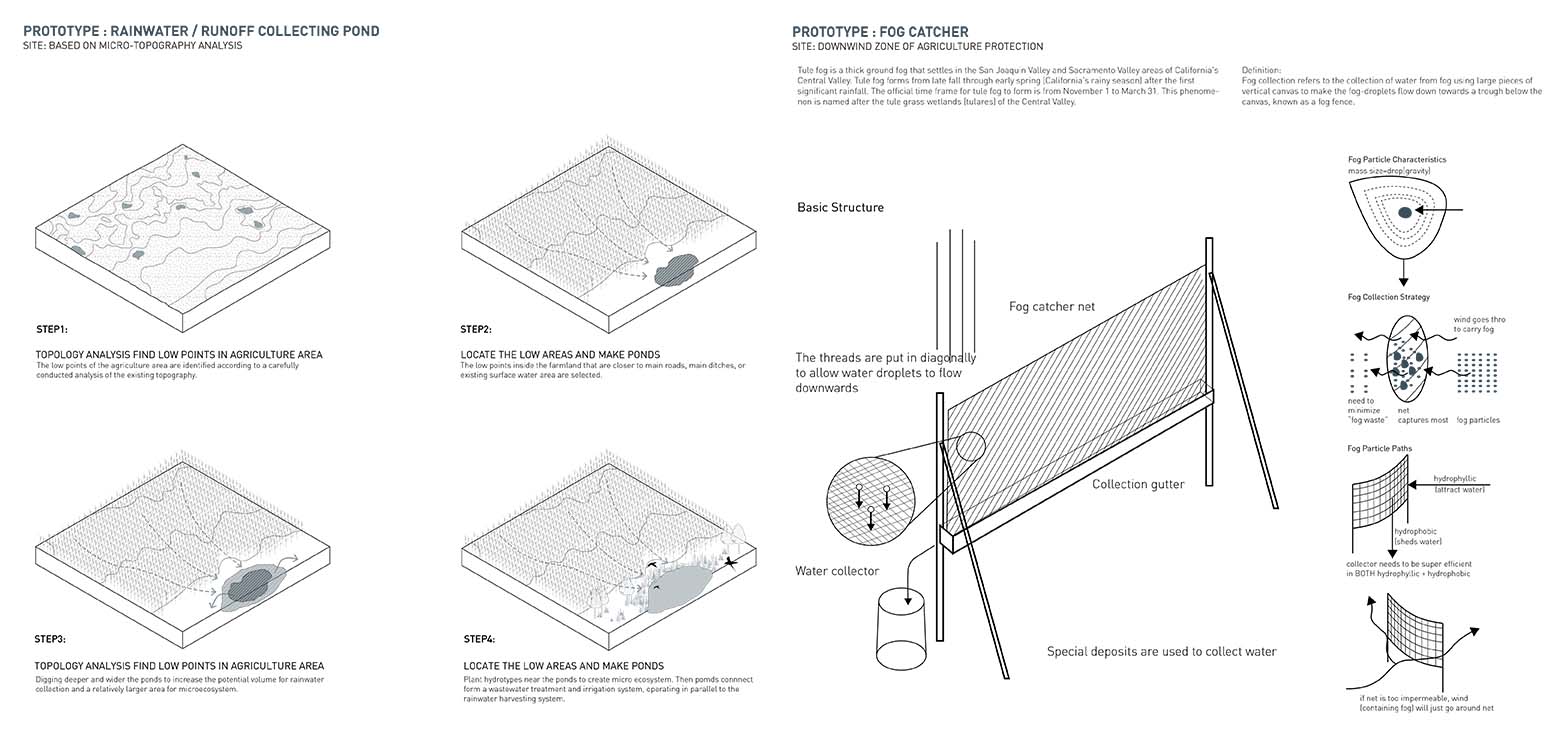 PROTOTYPE : RAINWATER / RUNOFF COLLECTING POND
SITE: BASED ON MICRO-TOPOGRAPHY ANALYSIS
STEP1:
TOPOLOGY ANALYSIS FIND LOW POINTS IN AGRICULTURE AREA
The low points of the agriculture area are identified according to a carefully
conducted analysis of the existing topography.
STEP2:
LOCATE THE LOW AREAS AND MAKE PONDS
The low points inside the farmland that are closer to main roads, main ditches, or
existing surface water area are selected.
STEP3:
TOPOLOGY ANALYSIS FIND LOW POINTS IN AGRICULTURE AREA
Digging deeper and wider the ponds to increase the potential volume for rainwater
collection and a relatively larger area for microecosystem.
STEP4:
LOCATE THE LOW AREAS AND MAKE PONDS
Plant hydrotypes near the ponds to create micro ecosystem. Then ponds connnect
form a wastewater treatment and irrigation system, operating in parallel to the
rainwater harvesting system.
PROTOTYPE : FOG CATCHER
SITE: DOWNWIND ZONE OF AGRICULTURE PROTECTION
Tule fog is a thick ground fog that settles in the San Joaquin Valley and Sacramento Valley areas of California's
Central Valley. Tule fog forms from late fall through early spring (California's rainy season) after the first
significant rainfall. The official time frame for tule fog to form is from November 1 to March 31. This phenome-
non is named after the tule grass wetlands (tulares) of the Central Valley.
Definition:
Fog collection refers to the collection of water from fog using large pieces of
vertical canvas to make the fog-droplets flow down towards a trough below the
canvas, known as a fog fence.
Basic Structure
Fog catcher net
The threads are put in diagonally
to allow water droplets to flow
downwards
Collection gutter
Water collector
Special deposits are used to collect water
Fog Particle Characteristics
mass size=drop(gravity)
Fog Collection Strategy
wind goes thro
to carry fog
need to
minimize
"fog waste"
net
captures most
fog particles
Fog Particle Paths
hydrophyllic
(attract water)
hydrophobic
(sheds water)
collector needs to be super efficient
in BOTH hydrophyllic + hydrophobic
if net is too impermeable, wind
(containing fog) will just go around net